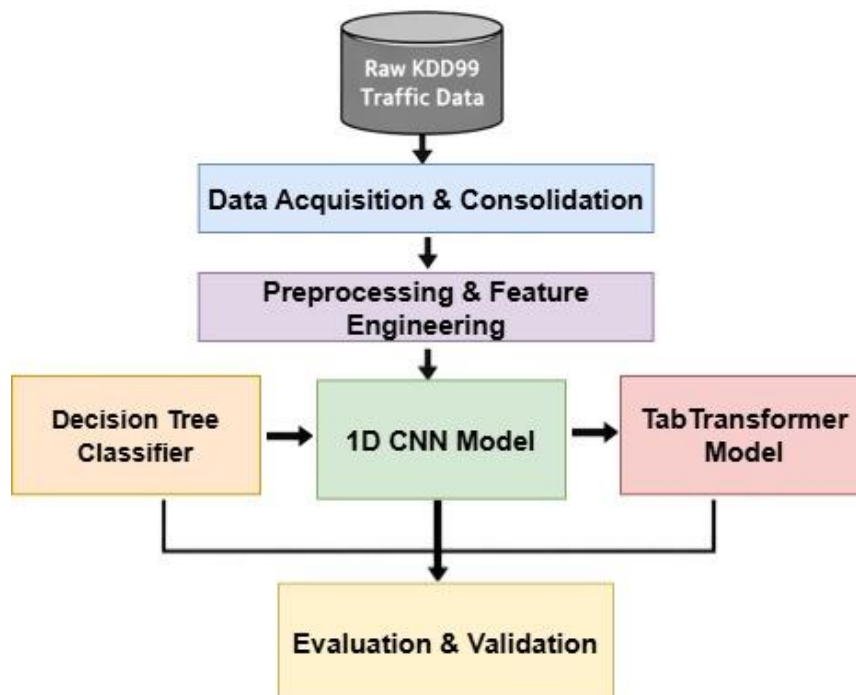 Raw KDD99
Traffic Data
Data Acquisition & Consolidation
Preprocessing & Feature
Engineering
Decision Tree
Classifier
1D CNN Model
TabTransformer
Model
Evaluation & Validation